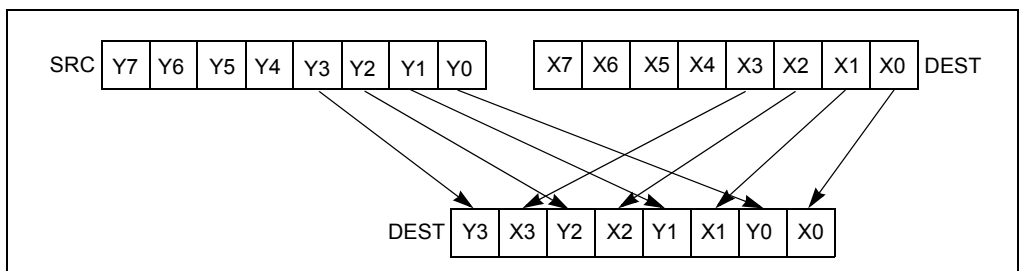 SRC Y7 Y6 Y5 Y4 Y3 Y2 Y1 Y0 X7 X6 X5 X4 X3 X2 X1 X0 DEST
DEST Y3 X3 Y2 X2 Y1 X1 Y0 X0